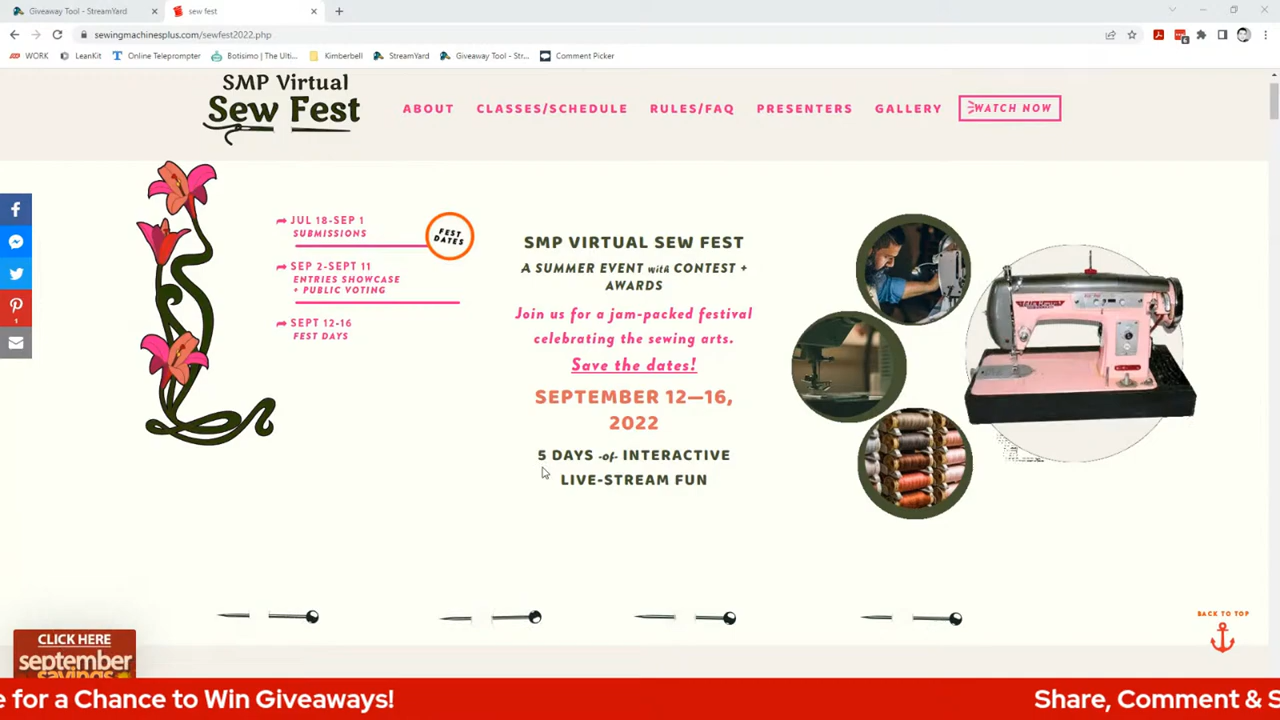 Giveaway Tool - StreamYard
sew fest
sewingmachinesplus.com/sewfest2022.php
WORK
LeanKit
Online Teleprompter
Botisimo | The Ulti...
Kimberbell
StreamYard
Giveaway Tool - Str...
Comment Picker
SMP Virtual
Sew Fest
ABOUT
CLASSES/SCHEDULE
RULES/FAQ
PRESENTERS
GALLERY
WATCH NOW
JUL 18-SEP 1
SUBMISSIONS
FEST
DATES
SEP 2-SEPT 11
ENTRIES SHOWCASE
+ PUBLIC VOTING
SEPT 12-16
FEST DAYS
SMP VIRTUAL SEW FEST
A SUMMER EVENT with CONTEST +
AWARDS
Join us for a jam-packed festival
celebrating the sewing arts.
Save the dates!
SEPTEMBER 12—16,
2022
5 DAYS of INTERACTIVE
LIVE-STREAM FUN
1
BACK TO TOP
CLICK HERE
september
savings
e for a Chance to Win Giveaways!
Share, Comment & S